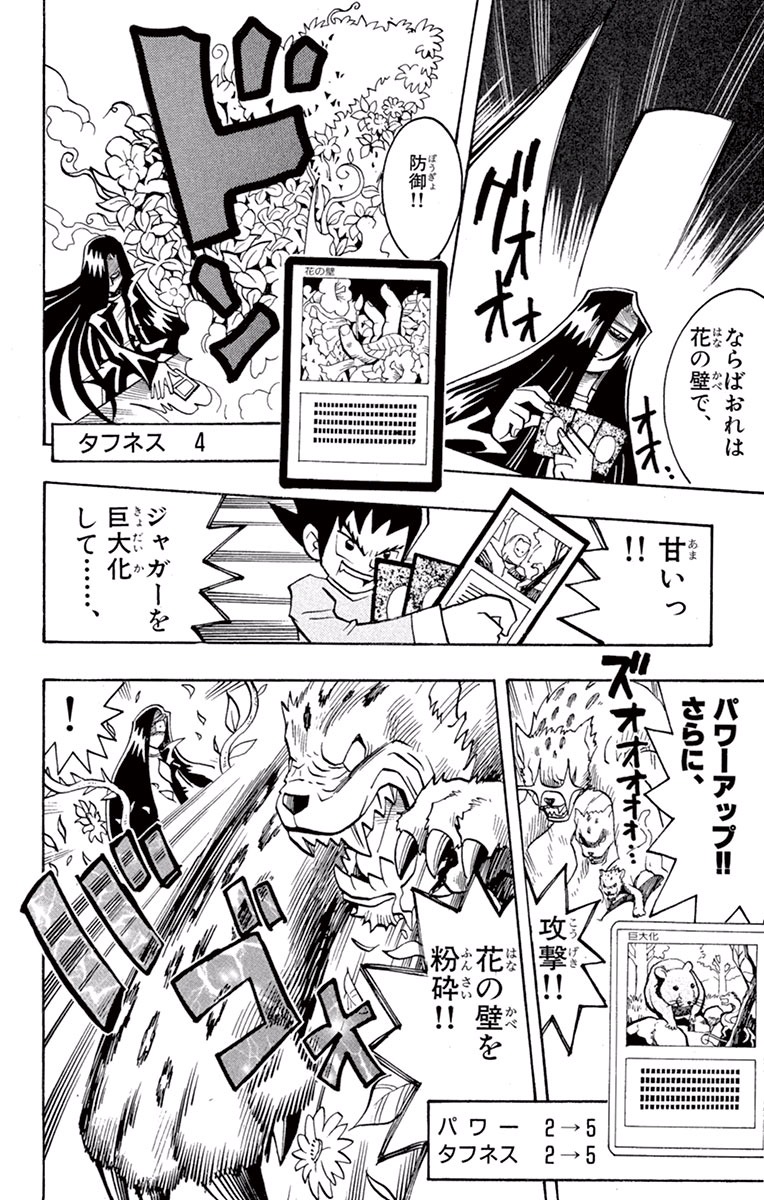 ならばおれは
花の壁で、
グオオオ
オオォ…
防御!!
ドドン
花の壁
タフネス 4
甘いっ
!!
ジャガーを
巨大化
して……、
パワーアップ!!
さらに、
ズオオオオォォ…
巨大化
攻撃!!
パワー 2→5
タフネス 2→5
花の壁を
粉砕!!
!